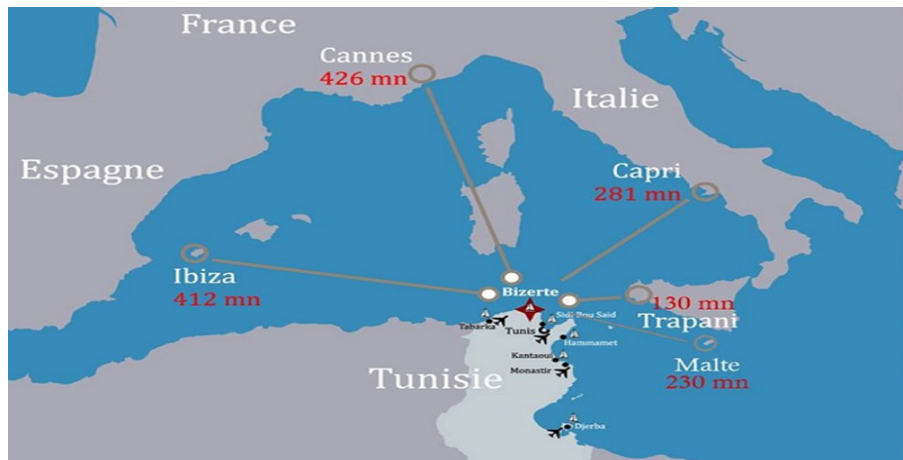 France
Cannes
426 mn
Italie
Espagne
Capri
281 mn
Ibiza
412 mn
Bizerte
130 mn
Trapani
Sidi Bou Said
Tabarka
Tunis
Hammamet
Kantaoui
Monastir
Malte
230 mn
Tunisie
Djerba